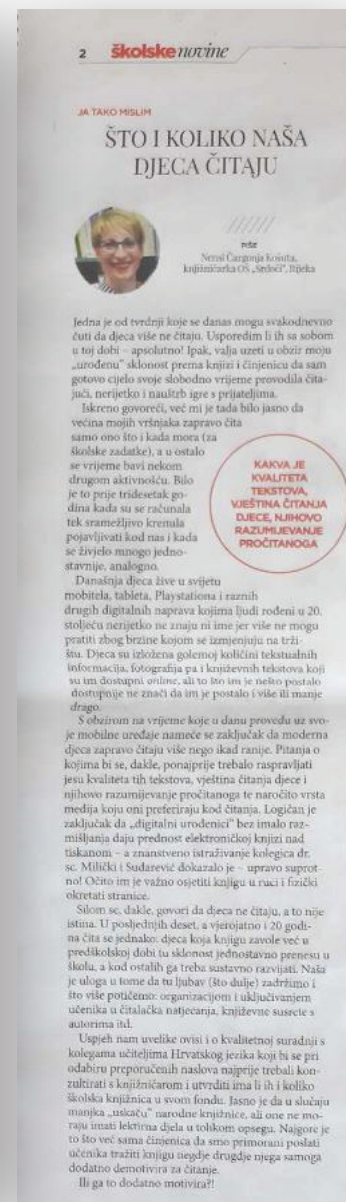 2 školske novine
JA TAKO MISLIM
ŠTO I KOLIKO NAŠA
DJECA ČITAJU
piše
Nensi Čargonja Košuta,
knjižničarka OŠ „Srdoči”, Rijeka
Jedna je od tvrdnji koje se danas mogu svakodnevno
čuti da djeca više ne čitaju. Usporedim li ih sa sobom
u toj dobi – apsolutno! Ipak, valja uzeti u obzir moju
„urođenu” sklonost prema knjizi i činjenicu da sam
gotovo cijelo svoje slobodno vrijeme provodila čita-
jući, nerijetko i nauštrb igre s prijateljima.
Iskreno govoreći, već mi je tada bilo jasno da
većina mojih vršnjaka zapravo čita
samo ono što i kada mora (za
školske zadatke), a u ostalo
se vrijeme bavi nekom
drugom aktivnošću. Bilo
je to prije tridesetak go-
dina kada su se računala
tek sramežljivo krenula
pojavljivati kod nas i kada
se živjelo mnogo jedno-
stavnije, analogno.
KAKVA JE
KVALITETA
TEKSTOVA,
VJEŠTINA ČITANJA
DJECE, NJIHOVO
RAZUMIJEVANJE
PROČITANOGA
Današnja djeca žive u svijetu
mobitela, tableta, Playstationa i raznih
drugih digitalnih naprava kojima ljudi rođeni u 20.
stoljeću nerijetko ne znaju ni ime jer više ne mogu
pratiti zbog brzine kojom se izmjenjuju na trži-
štu. Djeca su izložena golemoj količini tekstualnih
informacija, fotografija pa i književnih tekstova koji
su im dostupni online, ali to što im je nešto postalo
dostupnije ne znači da im je postalo i više ili manje
drago.
S obzirom na vrijeme koje u danu provedu uz svo-
je mobilne uređaje nameće se zaključak da moderna
djeca zapravo čitaju više nego ikad ranije. Pitanja o
kojima bi se, dakle, ponajprije trebalo raspravljati
jesu kvaliteta tih tekstova, vještina čitanja djece i
njihovo razumijevanje pročitanoga te naročito vrsta
medija koju oni preferiraju kod čitanja. Logičan je
zaključak da „digitalni urođenici” bez imalo raz-
mišljanja daju prednost elektroničkoj knjizi nad
tiskanom – a znanstveno istraživanje kolegica dr.
sc. Milički i Sudarević dokazalo je – upravo suprot-
no! Očito im je važno osjetiti knjigu u ruci i fizički
okretati stranice.
Silom se, dakle, govori da djeca ne čitaju, a to nije
istina. U posljednjih deset, a vjerojatno i 20 godi-
na čita se jednako: djeca koja knjigu zavole već u
predškolskoj dobi tu sklonost jednostavno prenesu u
školu, a kod ostalih ga treba sustavno razvijati. Naša
je uloga u tome da tu ljubav (što dulje) zadržimo i
što više potičemo: organizacijom i uključivanjem
učenika u čitalačka natjecanja, književne susrete s
autorima itd.
Uspjeh nam uvelike ovisi i o kvalitetnoj suradnji s
kolegama učiteljima Hrvatskog jezika koji bi se pri
odabiru preporučenih naslova najprije trebali kon-
zultirati s knjižničarom i utvrditi ima li ih i koliko
školska knjižnica u svom fondu. Jasno je da u slučaju
manjka „uskaču” narodne knjižnice, ali one ne mo-
raju imati lektirna djela u tolikom opsegu. Najgore je
to što već sama činjenica da smo primorani poslati
učenika tražiti knjigu negdje drugdje njega samoga
dodatno demotivira za čitanje.
Ili ga to dodatno motivira?!